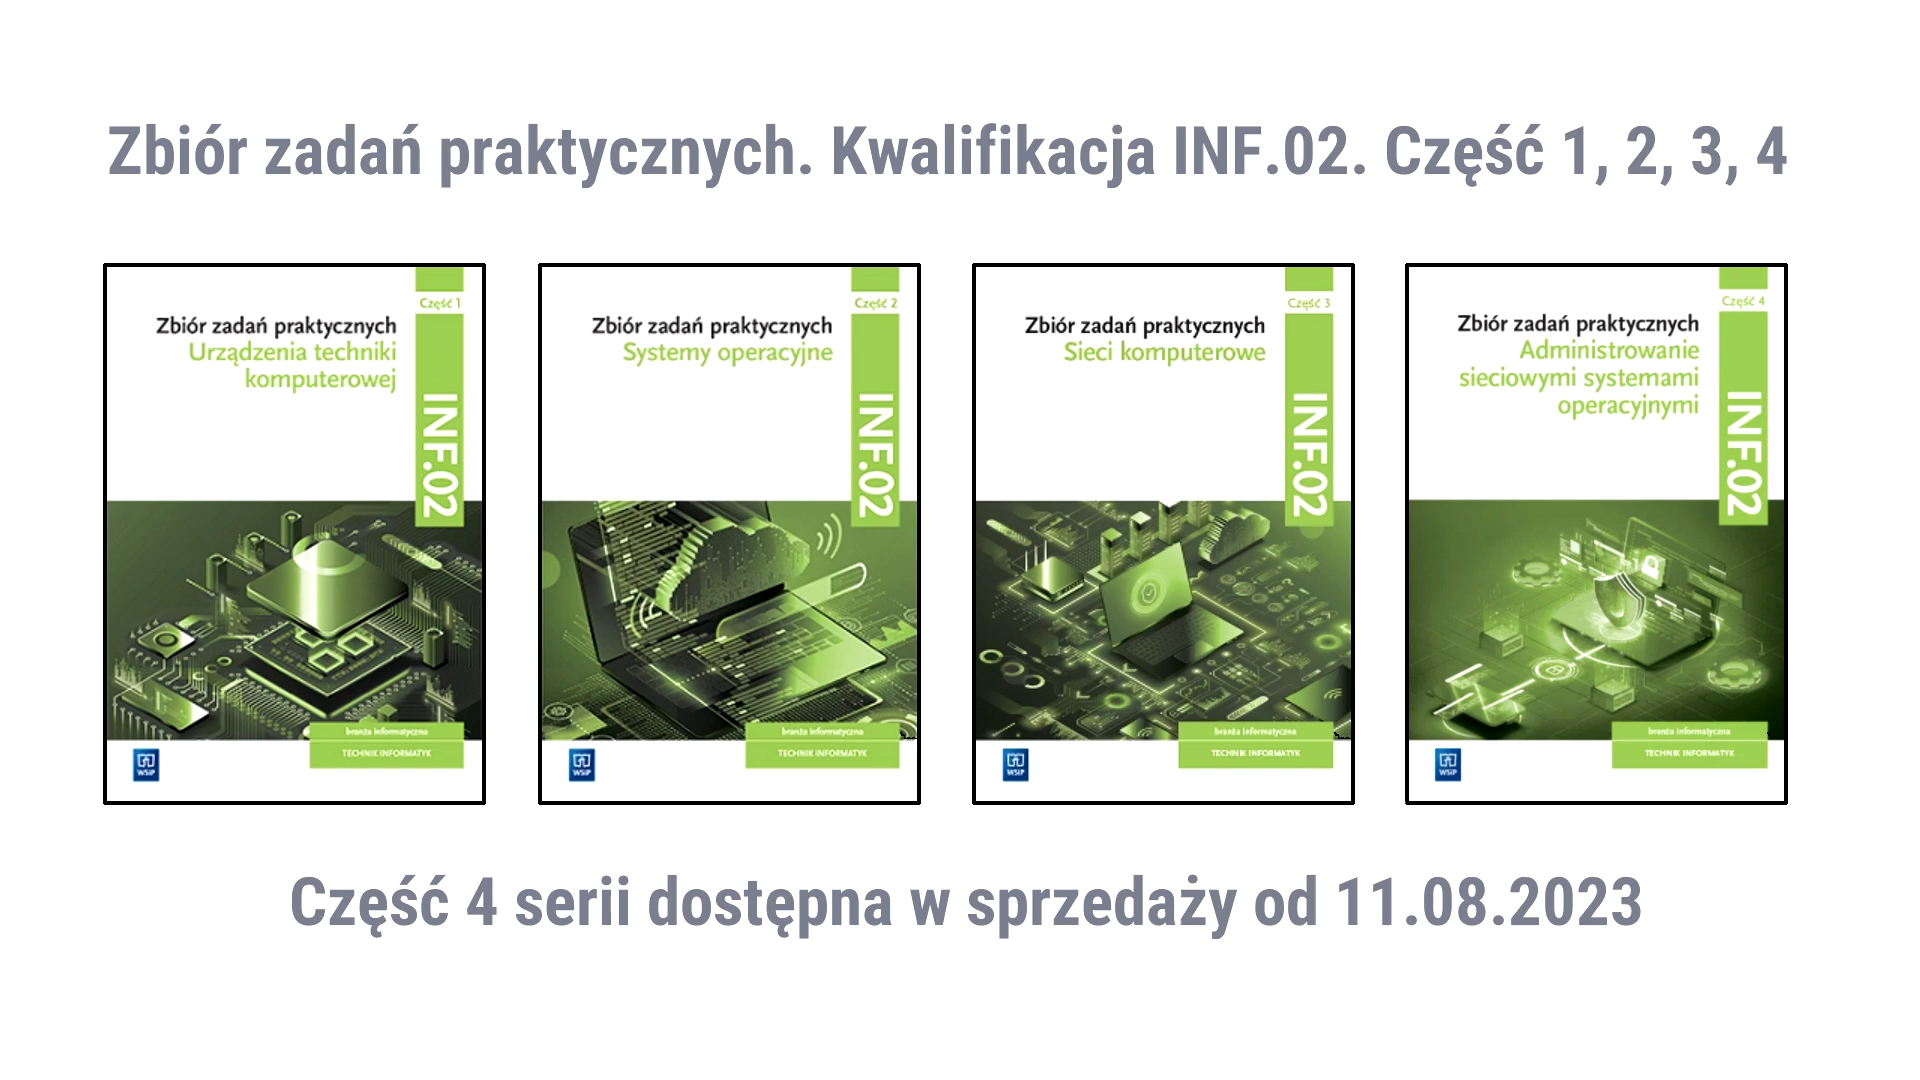 Zbiór zadań praktycznych. Kwalifikacja INF.02. Część 1, 2, 3, 4
Część 1
Zbiór zadań praktycznych
Urządzenia techniki
komputerowej
INF.02
branża informatyczna
TECHNIK INFORMATYK
WSiP
Część 2
Zbiór zadań praktycznych
Systemy operacyjne
INF.02
branża informatyczna
TECHNIK INFORMATYK
WSiP
Część 3
Zbiór zadań praktycznych
Sieci komputerowe
INF.02
branża informatyczna
TECHNIK INFORMATYK
WSiP
Część 4
Zbiór zadań praktycznych
Administrowanie
sieciowymi systemami
operacyjnymi
INF.02
branża informatyczna
TECHNIK INFORMATYK
WSiP
Część 4 serii dostępna w sprzedaży od 11.08.2023